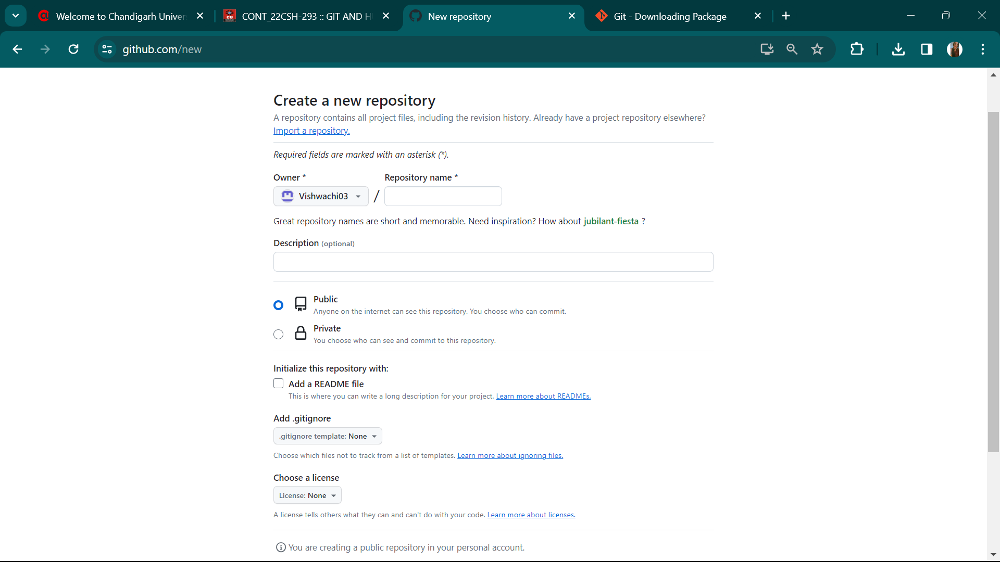 Welcome to Chandigarh Univer
CONT_22CSH-293 :: GIT AND H
New repository
Git - Downloading Package
github.com/new
Create a new repository
A repository contains all project files, including the revision history. Already have a project repository elsewhere?
Import a repository.
Required fields are marked with an asterisk (*).
Owner *
Repository name *
Vishwachi03
/
Great repository names are short and memorable. Need inspiration? How about jubilant-fiesta ?
Description (optional)
Public
Anyone on the internet can see this repository. You choose who can commit.
Private
You choose who can see and commit to this repository.
Initialize this repository with:
Add a README file
This is where you can write a long description for your project. Learn more about READMEs.
Add .gitignore
.gitignore template: None
Choose which files not to track from a list of templates. Learn more about ignoring files.
Choose a license
License: None
A license tells others what they can and can't do with your code. Learn more about licenses.
You are creating a public repository in your personal account.